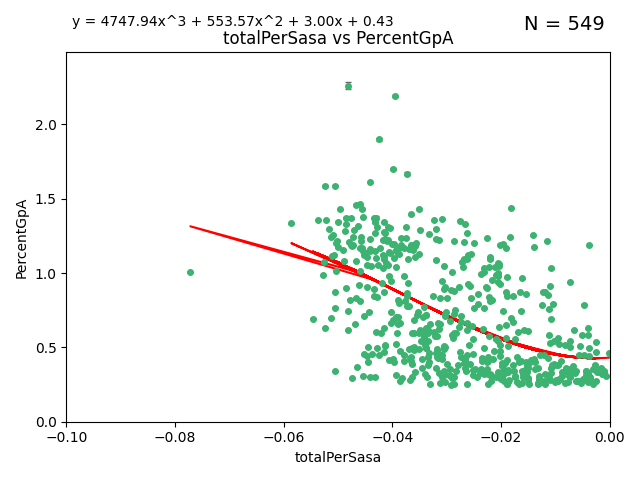 y = 4747.94x^3 + 553.57x^2 + 3.00x + 0.43
N = 549
totalPerSasa vs PercentGpA
PercentGpA
2.0
1.5
1.0
0.5
0.0
−0.10
−0.08
−0.06
−0.04
−0.02
0.00
totalPerSasa